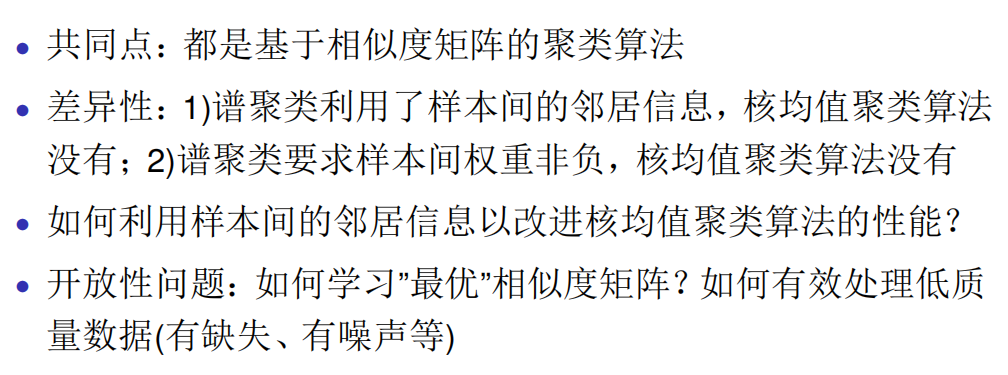 • 共同点：都是基于相似度矩阵的聚类算法
• 差异性：1)谱聚类利用了样本间的邻居信息，核均值聚类算法
没有；2)谱聚类要求样本间权重非负，核均值聚类算法没有
• 如何利用样本间的邻居信息以改进核均值聚类算法的性能？
• 开放性问题：如何学习”最优”相似度矩阵？如何有效处理低质
量数据(有缺失、有噪声等)